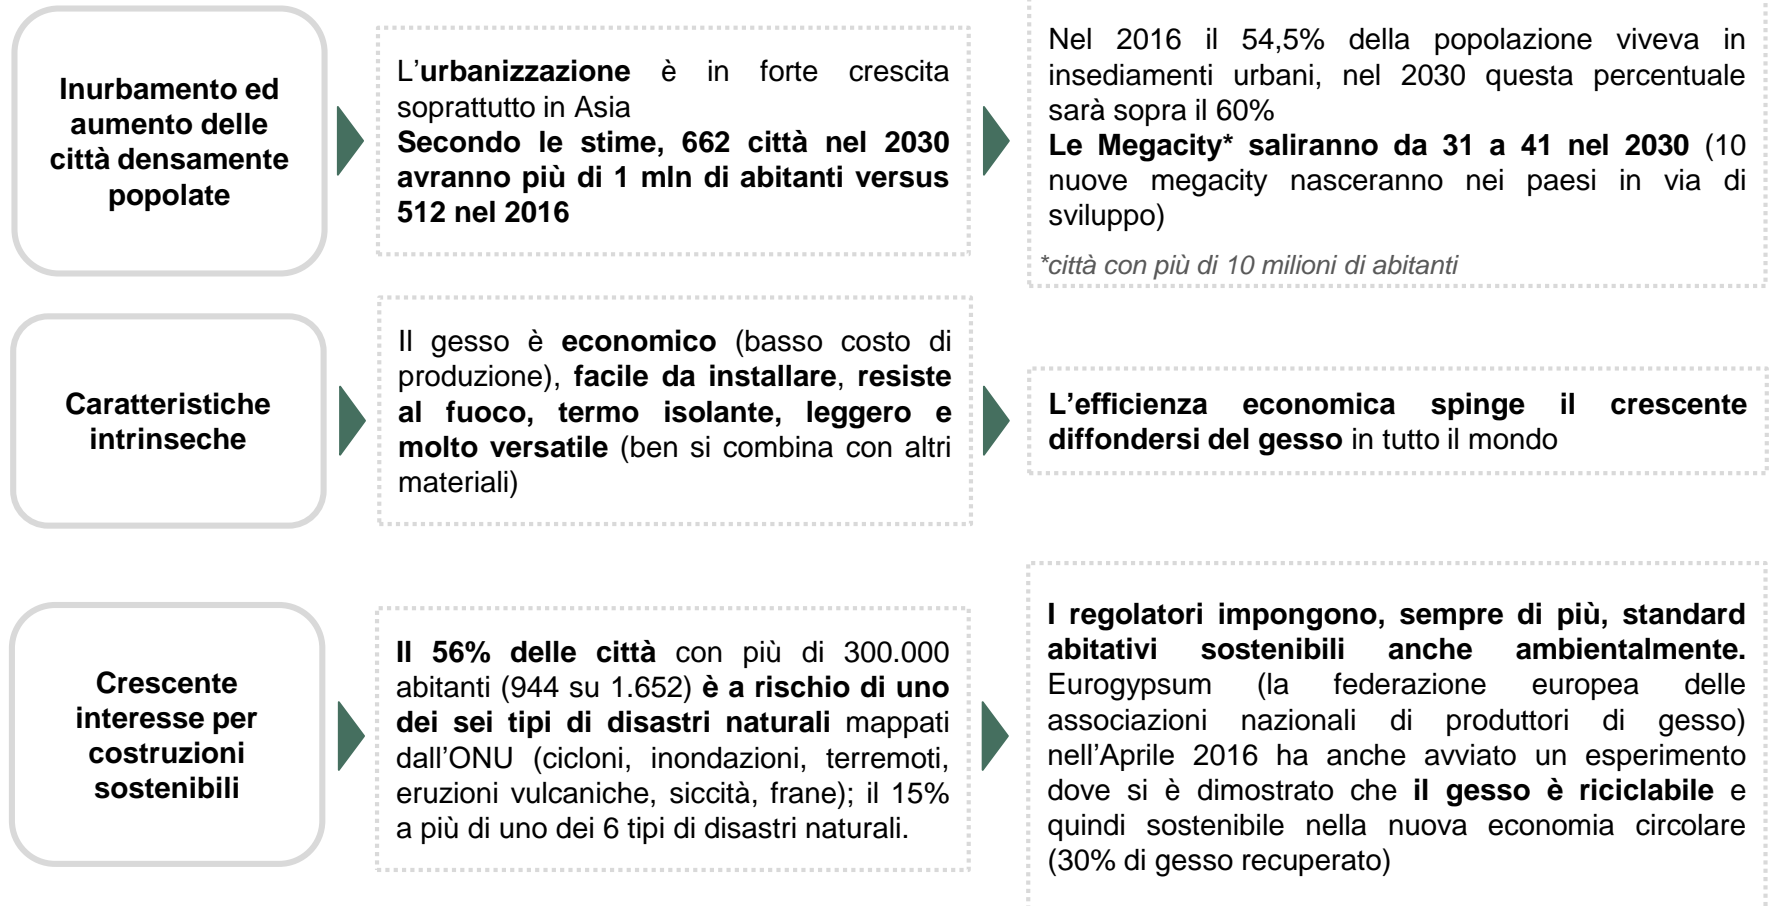 Inurbamento ed
aumento delle
città densamente
popolate
L’urbanizzazione è in forte crescita
soprattutto in Asia
Secondo le stime, 662 città nel 2030
avranno più di 1 mln di abitanti versus
512 nel 2016
Nel 2016 il 54,5% della popolazione viveva in
insediamenti urbani, nel 2030 questa percentuale
sarà sopra il 60%
Le Megacity* saliranno da 31 a 41 nel 2030 (10
nuove megacity nasceranno nei paesi in via di
sviluppo)
*città con più di 10 milioni di abitanti
Caratteristiche
intrinseche
Il gesso è economico (basso costo di
produzione), facile da installare, resiste
al fuoco, termo isolante, leggero e
molto versatile (ben si combina con altri
materiali)
L’efficienza economica spinge il crescente
diffondersi del gesso in tutto il mondo
Crescente
interesse per
costruzioni
sostenibili
Il 56% delle città con più di 300.000
abitanti (944 su 1.652) è a rischio di uno
dei sei tipi di disastri naturali mappati
dall’ONU (cicloni, inondazioni, terremoti,
eruzioni vulcaniche, siccità, frane); il 15%
a più di uno dei 6 tipi di disastri naturali.
I regolatori impongono, sempre di più, standard
abitativi sostenibili anche ambientalmente.
Eurogypsum (la federazione europea delle
associazioni nazionali di produttori di gesso)
nell’Aprile 2016 ha anche avviato un esperimento
dove si è dimostrato che il gesso è riciclabile e
quindi sostenibile nella nuova economia circolare
(30% di gesso recuperato)